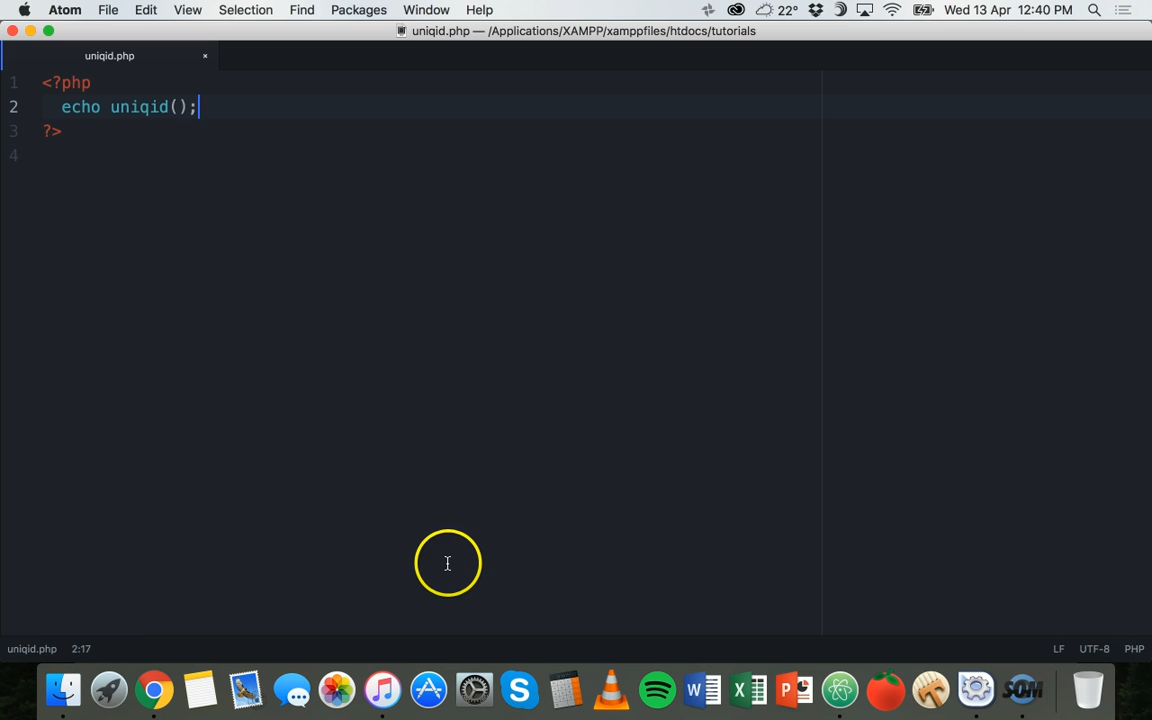 Atom File Edit View Selection Find Packages Window Help 22° Wed 13 Apr 12:40 PM
uniqid.php — /Applications/XAMPP/xamppfiles/htdocs/tutorials
uniqid.php ×
1 <?php
2 echo uniqid();
3 ?>
4
uniqid.php 2:17 LF UTF-8 PHP
S W X P SOM